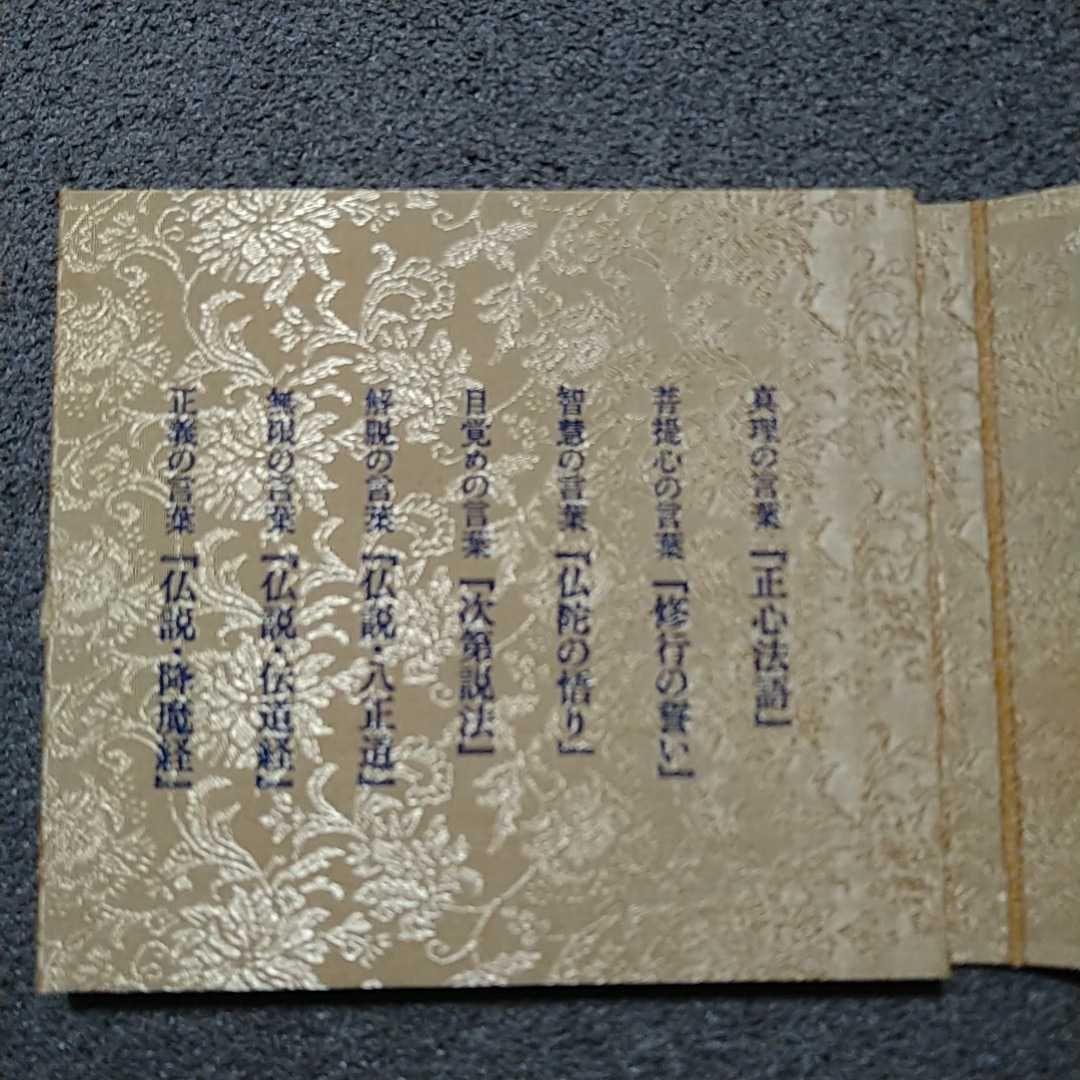 真理の言葉『正心法語』
菩提心の言葉『修行の誓い』
智慧の言葉『仏陀の悟り』
目覚めの言葉『次第説法』
解脱の言葉『仏説・八正道』
無限の言葉『仏説・伝道経』
正義の言葉『仏説・降魔経』